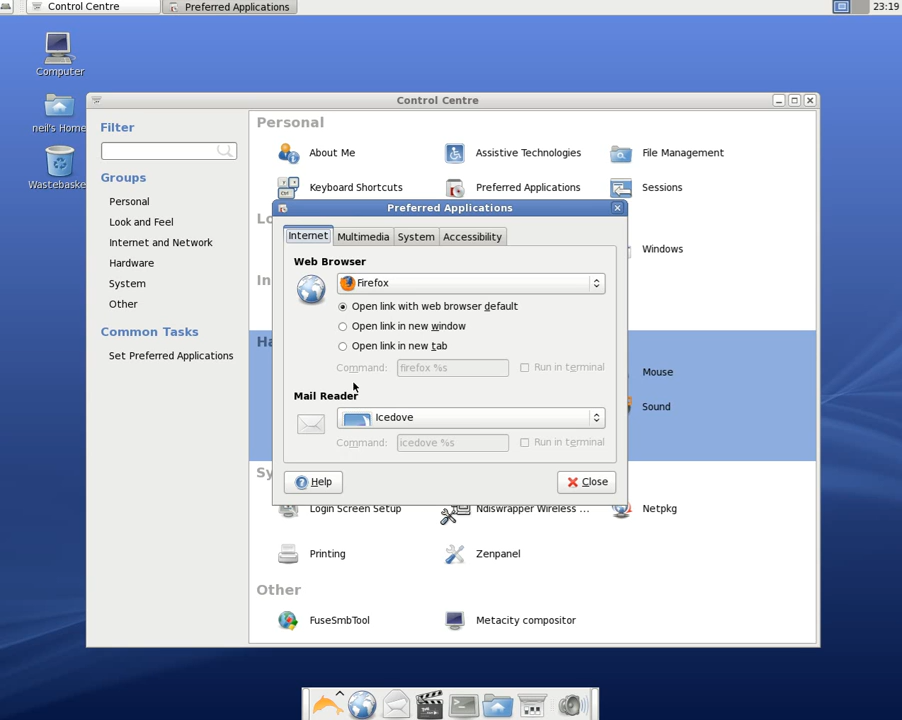 Control Centre
Preferred Applications
23:19
Computer
neil's Home
Wastebaske
Control Centre
Filter
Groups
Personal
Look and Feel
Internet and Network
Hardware
System
Other
Common Tasks
Set Preferred Applications
Personal
About Me
Assistive Technologies
File Management
Keyboard Shortcuts
Preferred Applications
Sessions
Lo
Windows
In
Ha
Mouse
Sound
Sy
Login Screen Setup
Ndiswrapper Wireless ...
Netpkg
Printing
Zenpanel
Other
FuseSmbTool
Metacity compositor
Preferred Applications
Internet
Multimedia
System
Accessibility
Web Browser
Firefox
Open link with web browser default
Open link in new window
Open link in new tab
Command:
firefox %s
Run in terminal
Mail Reader
Icedove
Command:
icedove %s
Run in terminal
Help
Close